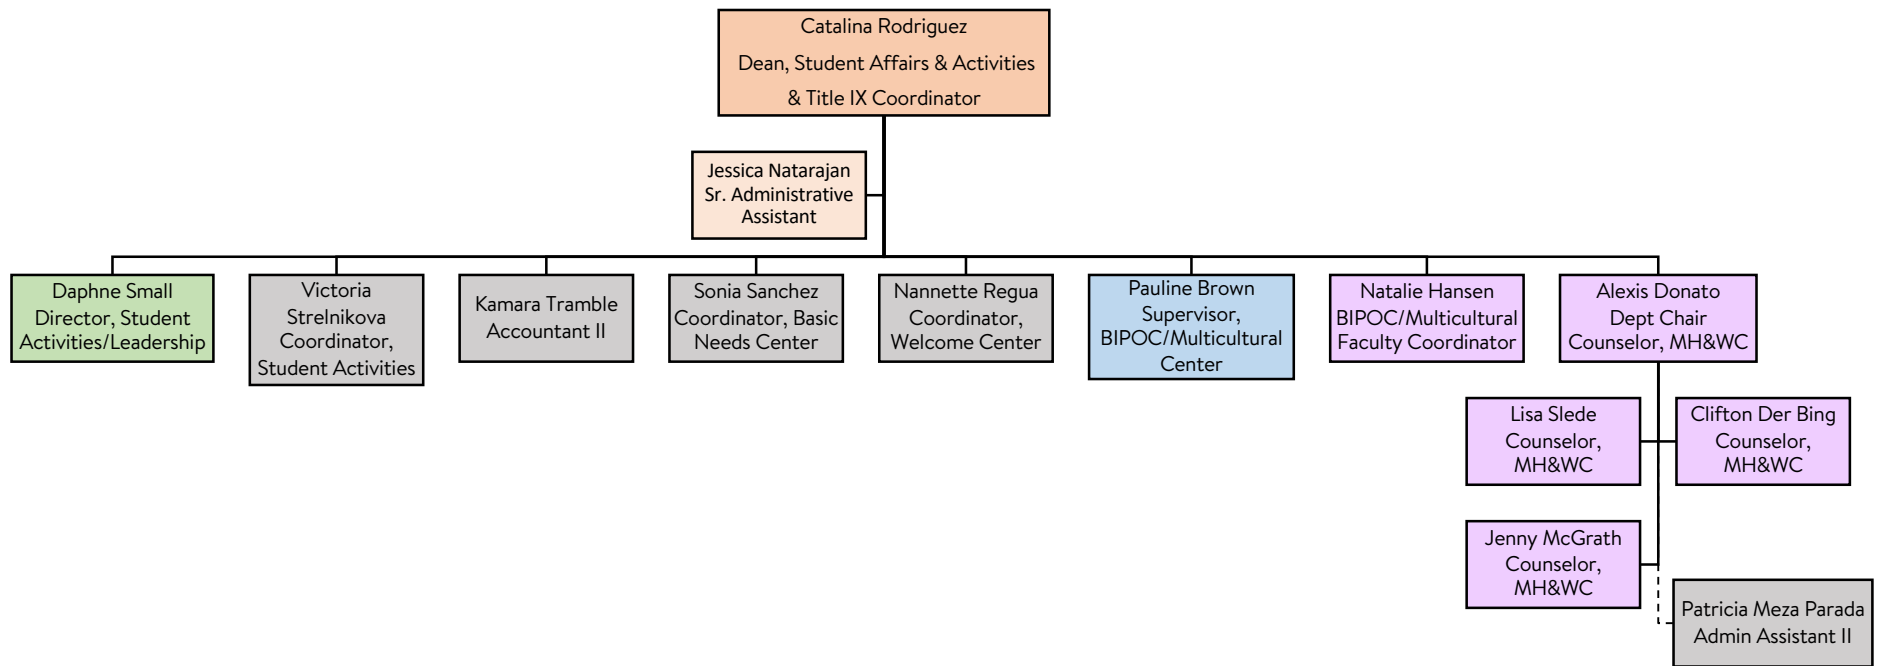 Catalina Rodriguez
Dean, Student Affairs & Activities
& Title IX Coordinator
Jessica Natarajan
Sr. Administrative
Assistant
Daphne Small
Director, Student
Activities/Leadership
Victoria
Strelnikova
Coordinator,
Student Activities
Kamara Tramble
Accountant II
Sonia Sanchez
Coordinator, Basic
Needs Center
Nannette Regua
Coordinator,
Welcome Center
Pauline Brown
Supervisor,
BIPOC/Multicultural
Center
Natalie Hansen
BIPOC/Multicultural
Faculty Coordinator
Alexis Donato
Dept Chair
Counselor, MH&WC
Lisa Slede
Counselor,
MH&WC
Clifton Der Bing
Counselor,
MH&WC
Jenny McGrath
Counselor,
MH&WC
Patricia Meza Parada
Admin Assistant II